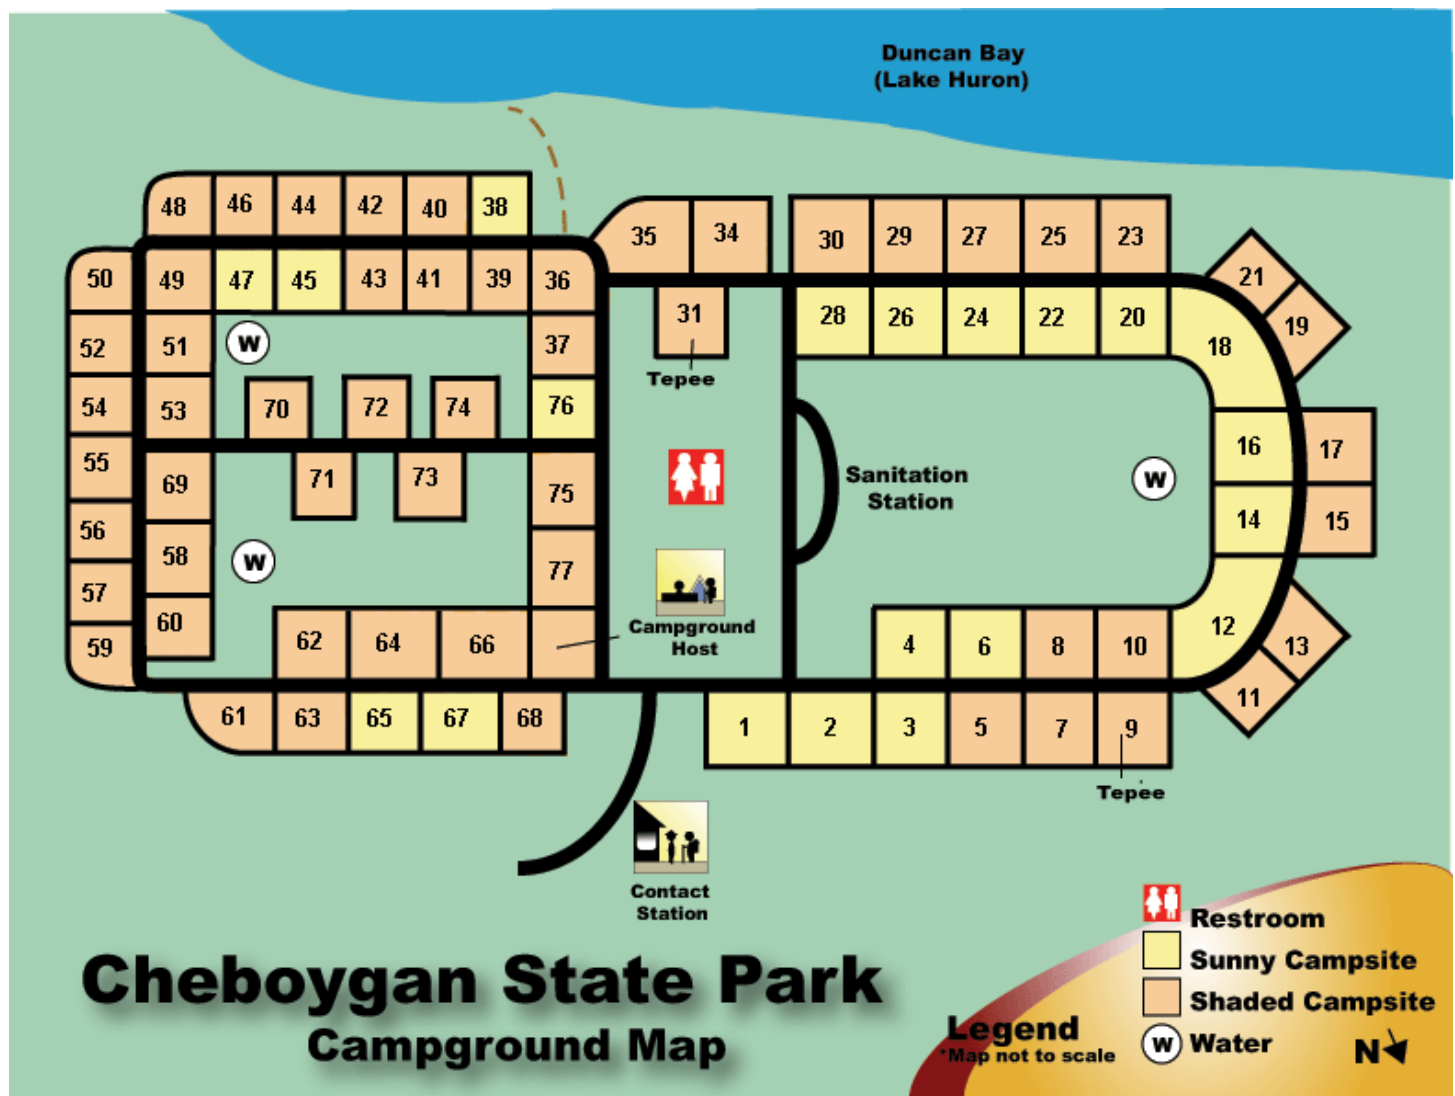 Duncan Bay
(Lake Huron)
48 46 44 42 40 38
35 34 30 29 27 25 23
50 49 47 45 43 41 39 36
21
31 28 26 24 22 20 18 19
52 51 W 37
Tepee
54 53 70 72 74 76
16 17
55 69 71 73 75
Sanitation
Station
W
56 58 W 77
14 15
57 60
Campground
Host
59 62 64 66
4 6 8 10 12 13
11
61 63 65 67 68
1 2 3 5 7 9
Tepee
Contact
Station
Cheboygan State Park
Campground Map
Restroom
Sunny Campsite
Shaded Campsite
Legend
*Map not to scale
W Water
N